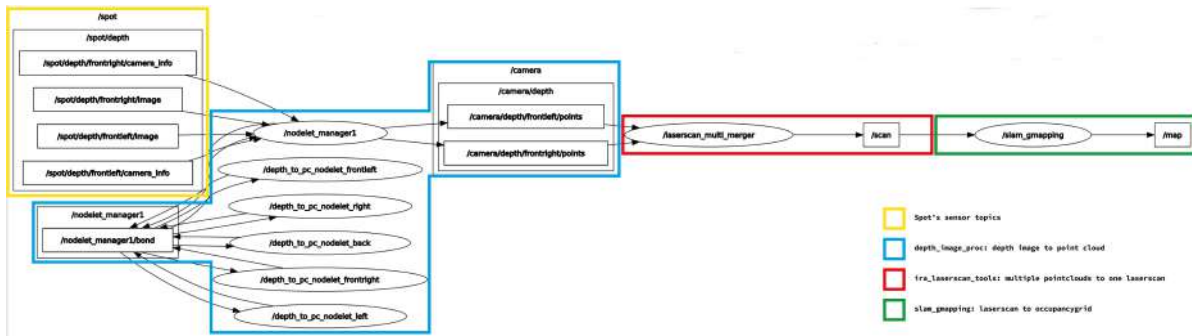 /spot
/spot/depth
/spot/depth/frontright/camera_info
/spot/depth/frontright/image
/spot/depth/frontleft/image
/spot/depth/frontleft/camera_info
/nodelet_manager1
/nodelet_manager1/bond
/nodelet_manager1
/depth_to_pc_nodelet_frontleft
/depth_to_pc_nodelet_right
/depth_to_pc_nodelet_back
/depth_to_pc_nodelet_frontright
/depth_to_pc_nodelet_left
/camera
/camera/depth
/camera/depth/frontleft/points
/camera/depth/frontright/points
/laserscan_multi_merger
/scan
/slam_gmapping
/map
Spot's sensor topics
depth_image_proc: depth image to point cloud
ira_laserscan_tools: multiple pointclouds to one laserscan
slam_gmapping: laserscan to occupancygrid